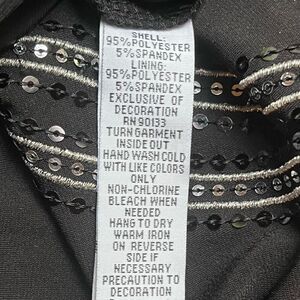 SHELL:
95%POLYESTER
5%SPANDEX
LINING:
95%POLYESTER
5%SPANDEX
EXCLUSIVE OF
DECORATION
RN 90133
TURN GARMENT
INSIDE OUT
HAND WASH COLD
WITH LIKE COLORS
ONLY
NON-CHLORINE
BLEACH WHEN
NEEDED
HANG TO DRY
WARM IRON
ON REVERSE
SIDE IF
NECESSARY
PRECAUTION TO
DECORATION